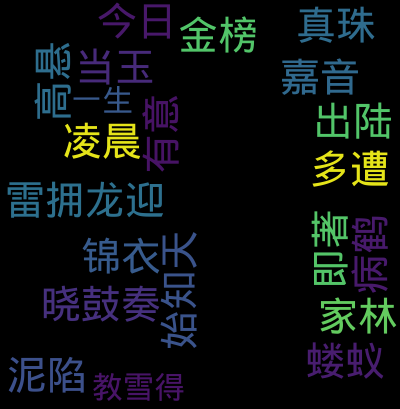 今日
金榜
真珠
高悬
当玉
嘉音
一生
有意
出陆
凌晨
多遭
雷拥龙迎
即著
病鹤
锦衣
始知天
晓鼓奏
家林
泥陷
教雪得
蝼蚁